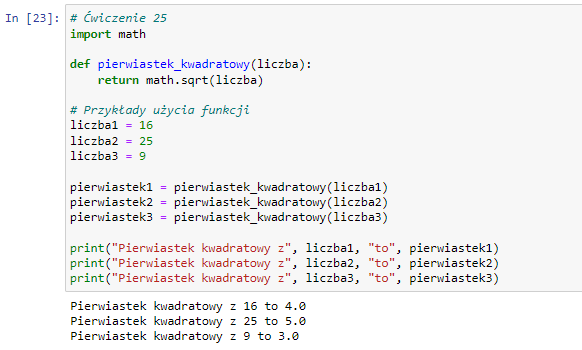 In [23]: # Ćwiczenie 25
import math
def pierwiastek_kwadratowy(liczba):
    return math.sqrt(liczba)
# Przykłady użycia funkcji
liczba1 = 16
liczba2 = 25
liczba3 = 9
pierwiastek1 = pierwiastek_kwadratowy(liczba1)
pierwiastek2 = pierwiastek_kwadratowy(liczba2)
pierwiastek3 = pierwiastek_kwadratowy(liczba3)
print("Pierwiastek kwadratowy z", liczba1, "to", pierwiastek1)
print("Pierwiastek kwadratowy z", liczba2, "to", pierwiastek2)
print("Pierwiastek kwadratowy z", liczba3, "to", pierwiastek3)
Pierwiastek kwadratowy z 16 to 4.0
Pierwiastek kwadratowy z 25 to 5.0
Pierwiastek kwadratowy z 9 to 3.0